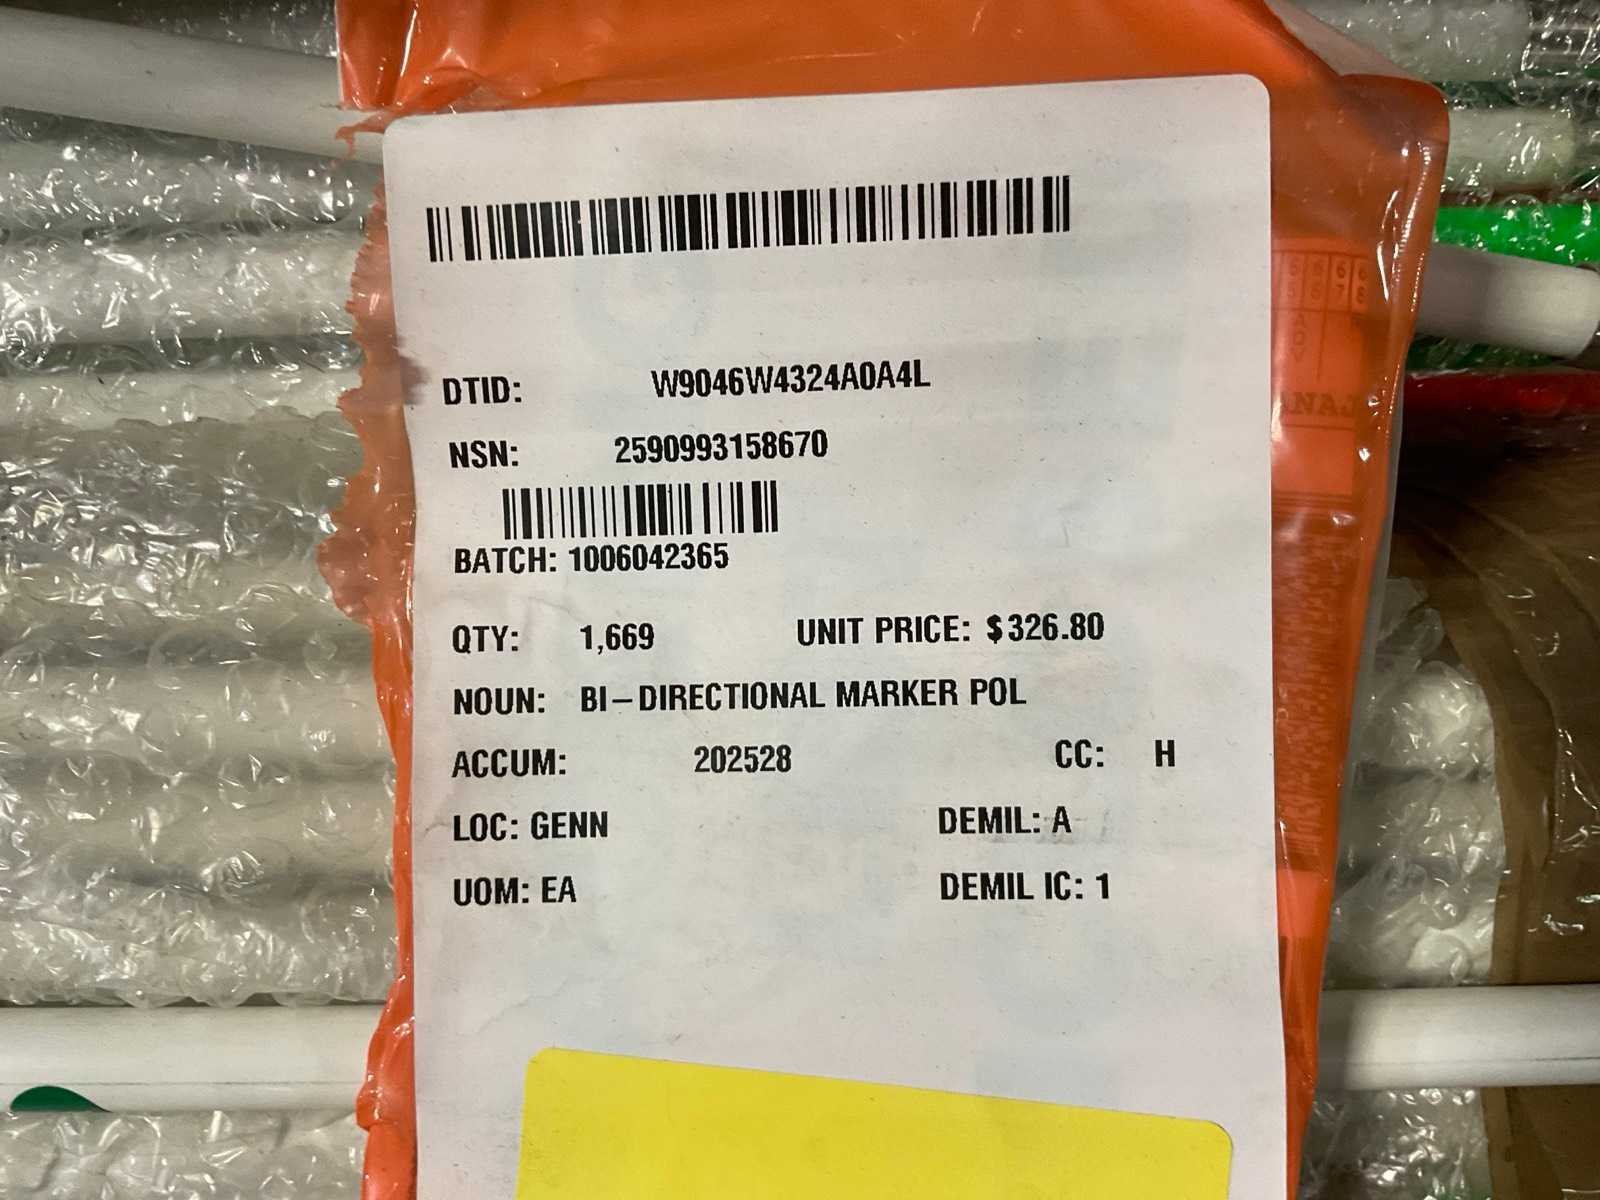 DTID: W9046W4324A0A4L
NSN: 2590993158670
BATCH: 1006042365
QTY: 1,669 UNIT PRICE: $326.80
NOUN: BI-DIRECTIONAL MARKER POL
ACCUM: 202528 CC: H
LOC: GENN DEMIL: A
UOM: EA DEMIL IC: 1